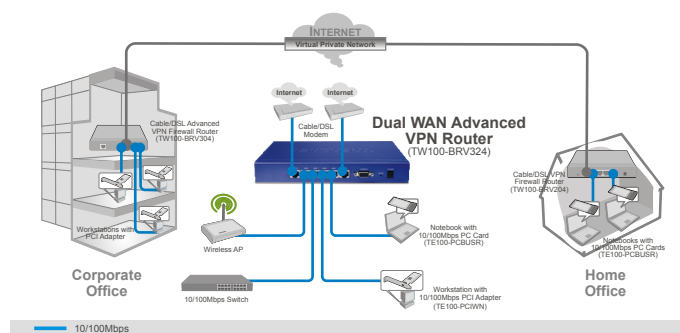 INTERNET
Virtual Private Network
Internet
Internet
Cable/DSL
Modem
Dual WAN Advanced
VPN Router
(TW100-BRV324)
Cable/DSL Advanced
VPN Firewall Router
(TW100-BRV304)
Workstations with
PCI Adapter
Corporate
Office
Wireless AP
10/100Mbps Switch
Notebook with
10/100Mbps PC Card
(TE100-PCBUSR)
Workstation with
10/100Mbps PCI Adapter
(TE100-PCIWN)
Cable/DSL VPN
Firewall Router
(TW100-BRV204)
Notebooks with
10/100Mbps PC Cards
(TE100-PCBUSR)
Home
Office
10/100Mbps